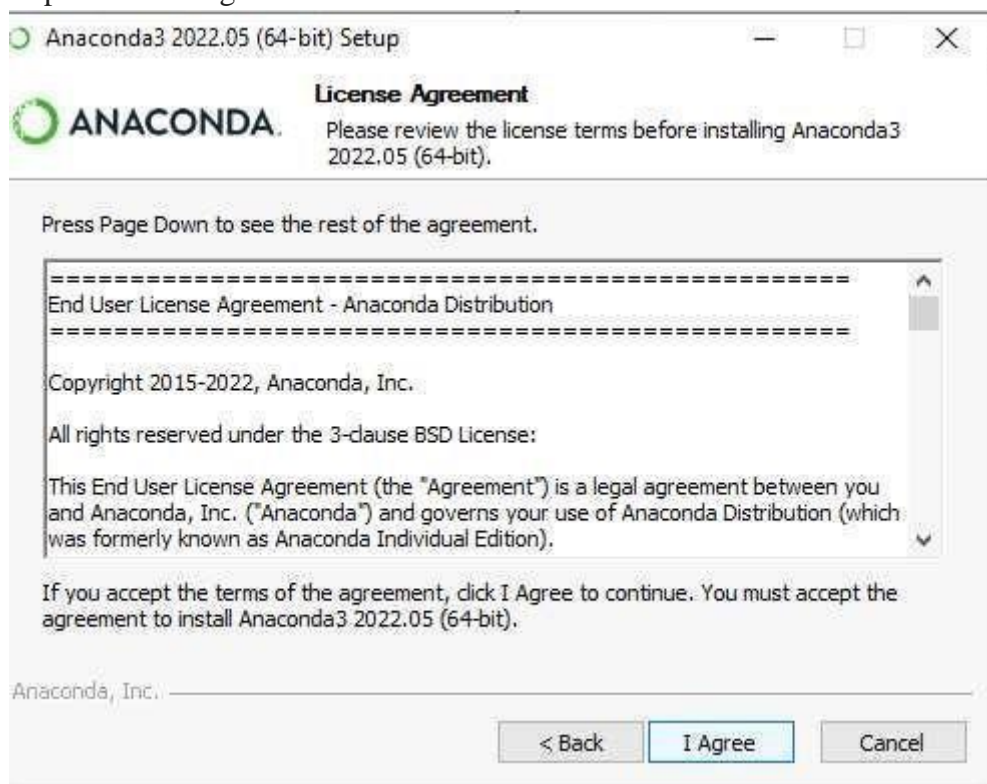 Anaconda3 2022.05 (64-bit) Setup
ANACONDA.
License Agreement
Please review the license terms before installing Anaconda3
2022.05 (64-bit).
Press Page Down to see the rest of the agreement.
==================================================
End User License Agreement - Anaconda Distribution
==================================================
Copyright 2015-2022, Anaconda, Inc.
All rights reserved under the 3-clause BSD License:
This End User License Agreement (the "Agreement") is a legal agreement between you
and Anaconda, Inc. ("Anaconda") and governs your use of Anaconda Distribution (which
was formerly known as Anaconda Individual Edition).
If you accept the terms of the agreement, click I Agree to continue. You must accept the
agreement to install Anaconda3 2022.05 (64-bit).
Anaconda, Inc.
< Back
I Agree
Cancel